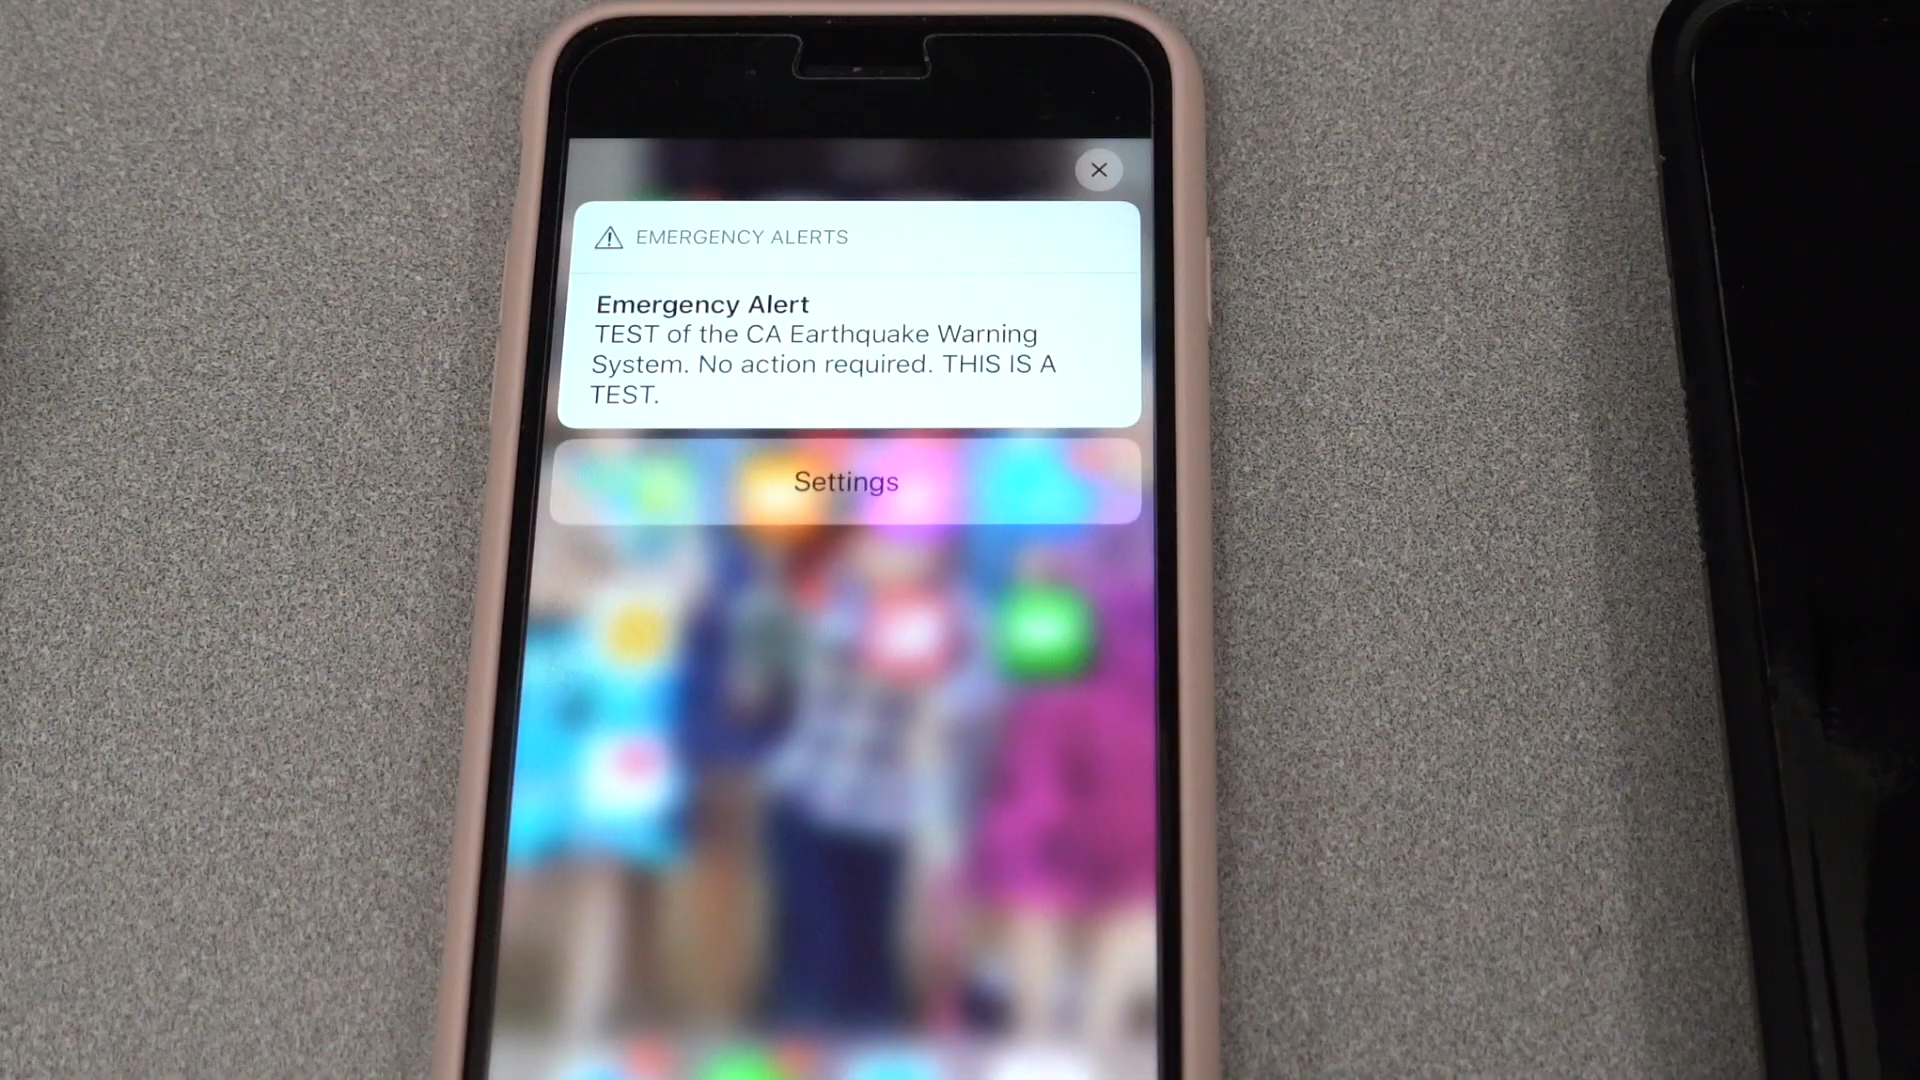 EMERGENCY ALERTS
Emergency Alert
TEST of the CA Earthquake Warning
System. No action required. THIS IS A
TEST.
Settings